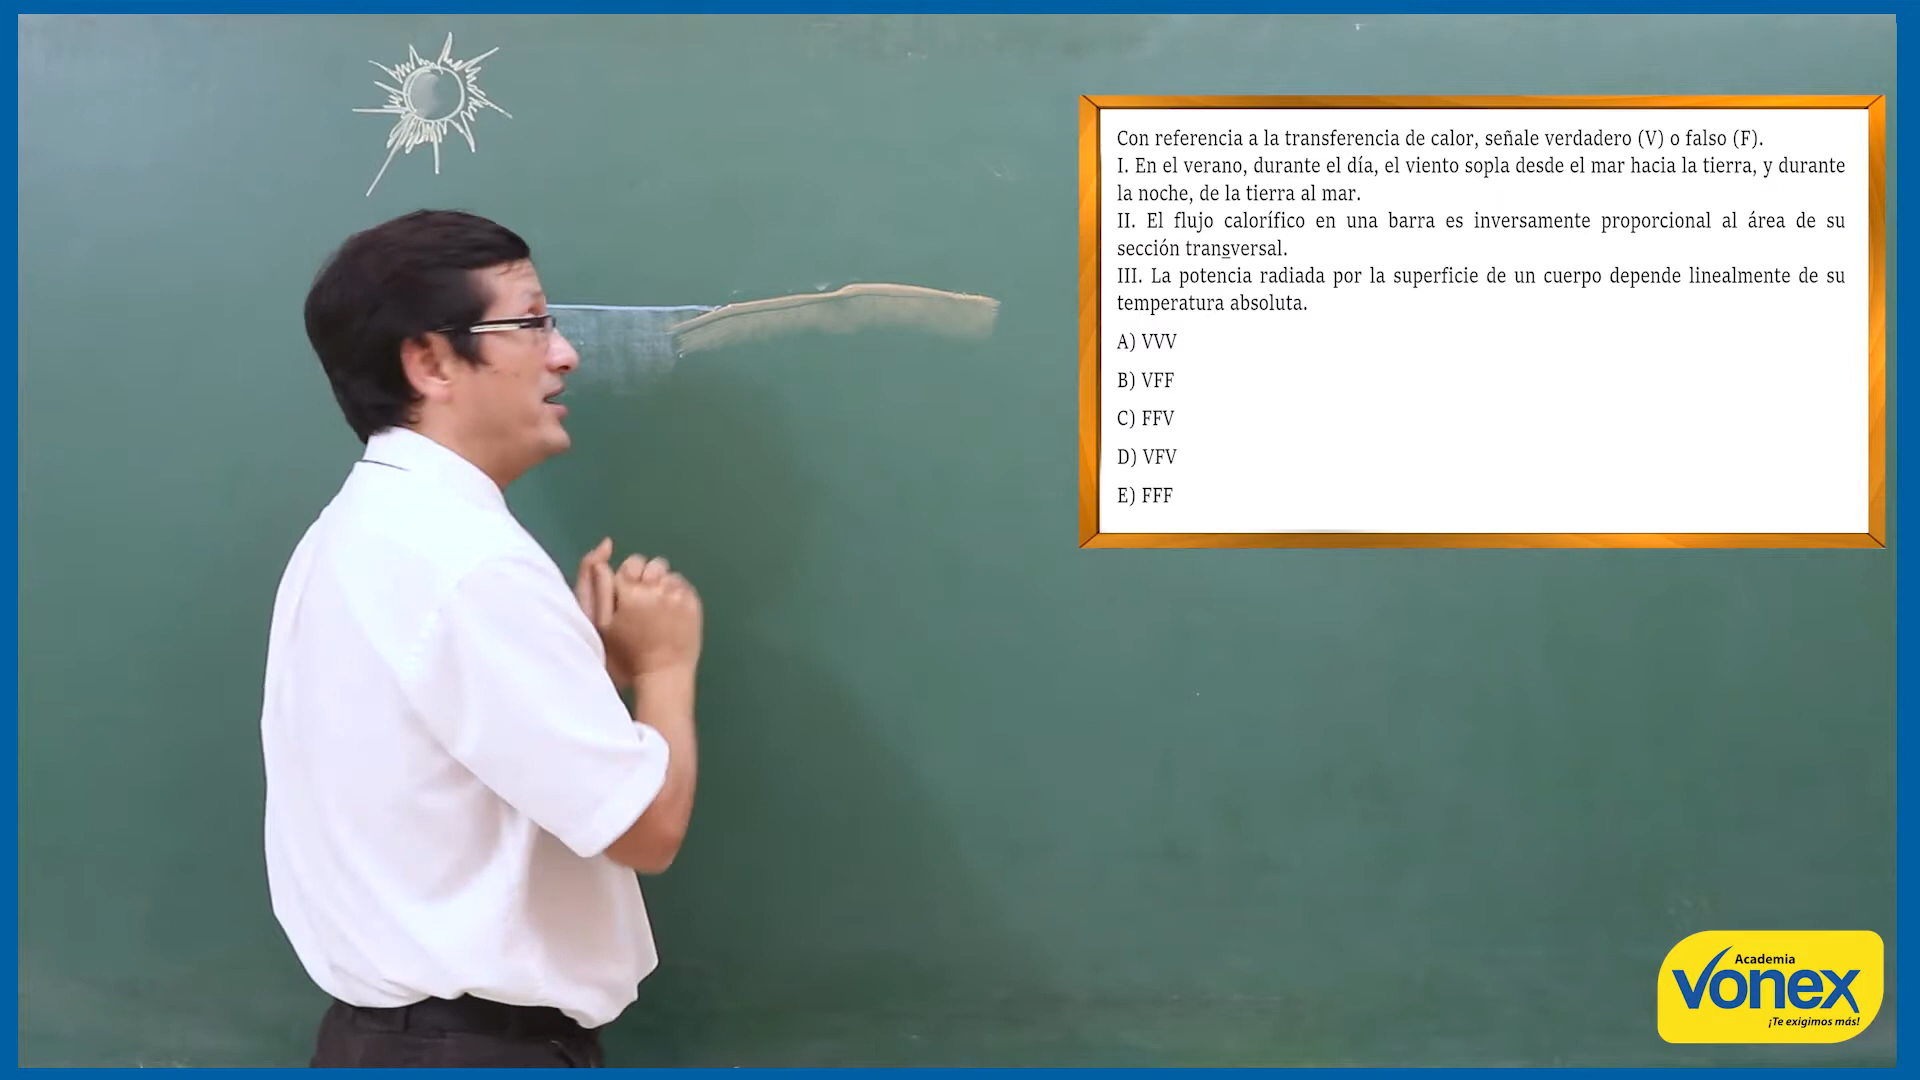 Con referencia a la transferencia de calor, señale verdadero (V) o falso (F).
I. En el verano, durante el día, el viento sopla desde el mar hacia la tierra, y durante
la noche, de la tierra al mar.
II. El flujo calorífico en una barra es inversamente proporcional al área de su
sección transversal.
III. La potencia radiada por la superficie de un cuerpo depende linealmente de su
temperatura absoluta.
A) VVV
B) VFF
C) FFV
D) VFV
E) FFF
Academia
vonex
¡Te exigimos más!